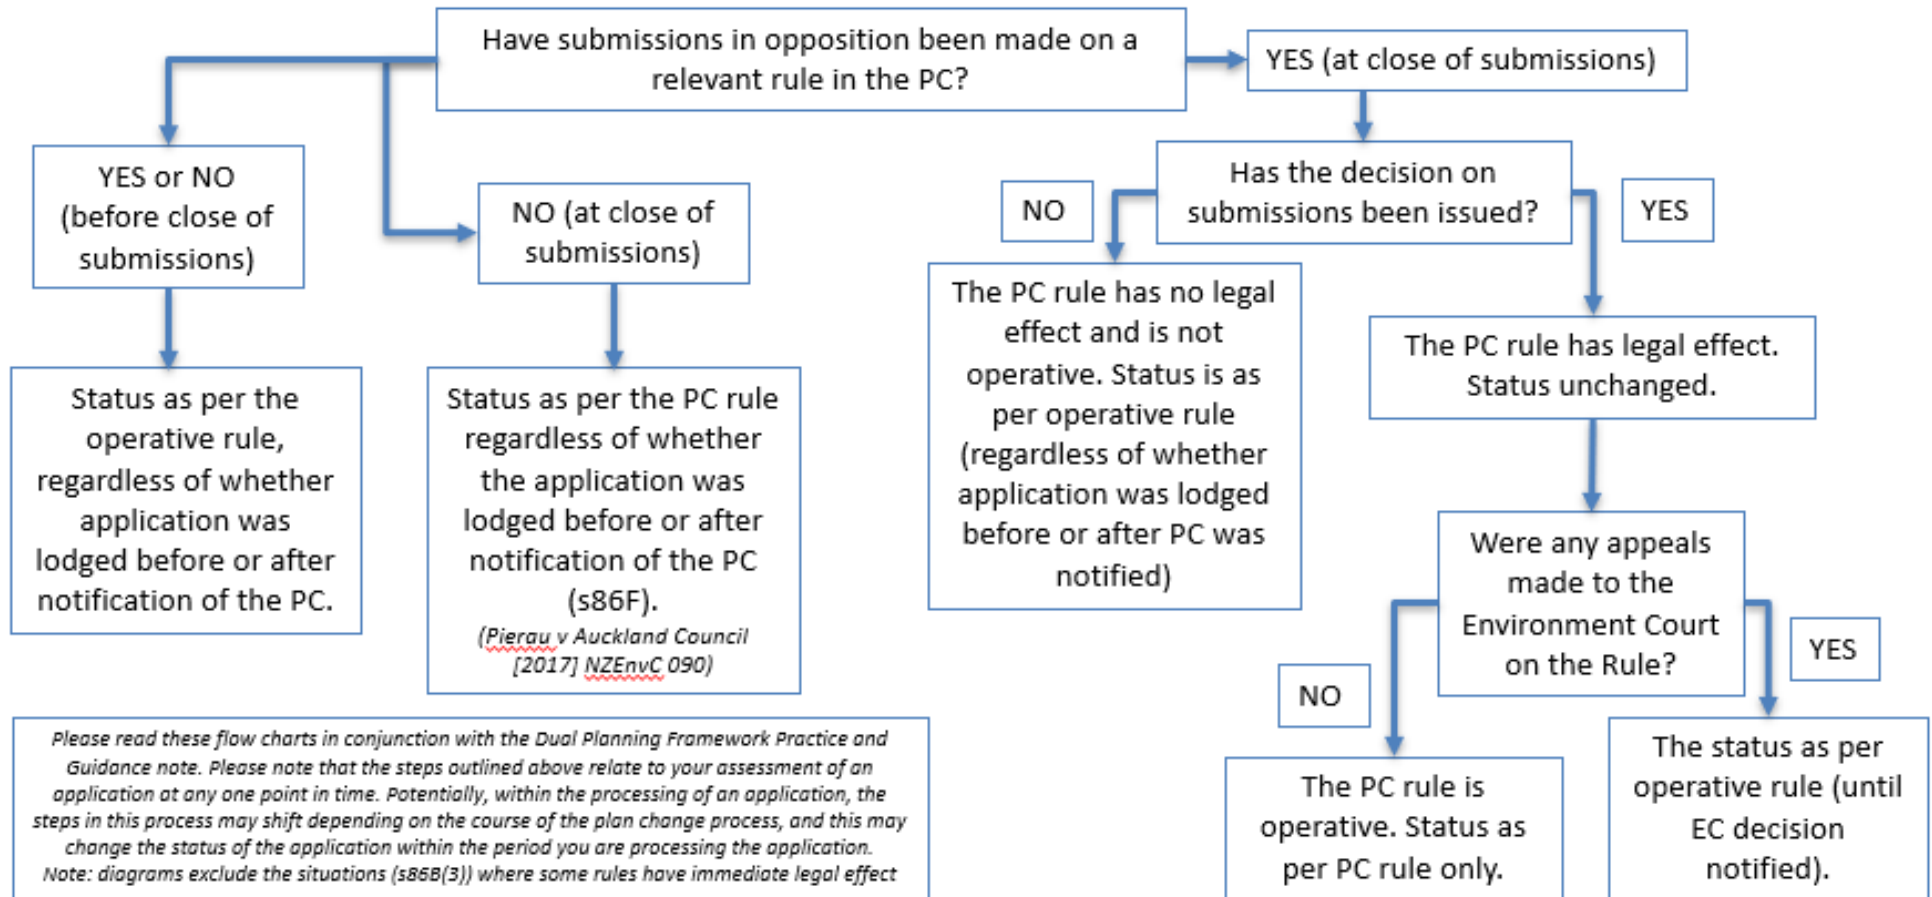 Have submissions in opposition been made on a
relevant rule in the PC?
YES (at close of submissions)
YES or NO
(before close of
submissions)
NO (at close of
submissions)
Has the decision on
submissions been issued?
NO
YES
Status as per the
operative rule,
regardless of whether
application was
lodged before or after
notification of the PC.
Status as per the PC rule
regardless of whether
the application was
lodged before or after
notification of the PC
(s86F).
(Pierau v Auckland Council
[2017] NZEnvC 090)
The PC rule has no legal
effect and is not
operative. Status is as
per operative rule
(regardless of whether
application was lodged
before or after PC was
notified)
The PC rule has legal effect.
Status unchanged.
Were any appeals
made to the
Environment Court
on the Rule?
NO
YES
The PC rule is
operative. Status as
per PC rule only.
The status as per
operative rule (until
EC decision
notified).
Please read these flow charts in conjunction with the Dual Planning Framework Practice and
Guidance note. Please note that the steps outlined above relate to your assessment of an
application at any one point in time. Potentially, within the processing of an application, the
steps in this process may shift depending on the course of the plan change process, and this may
change the status of the application within the period you are processing the application.
Note: diagrams exclude the situations (s86B(3)) where some rules have immediate legal effect